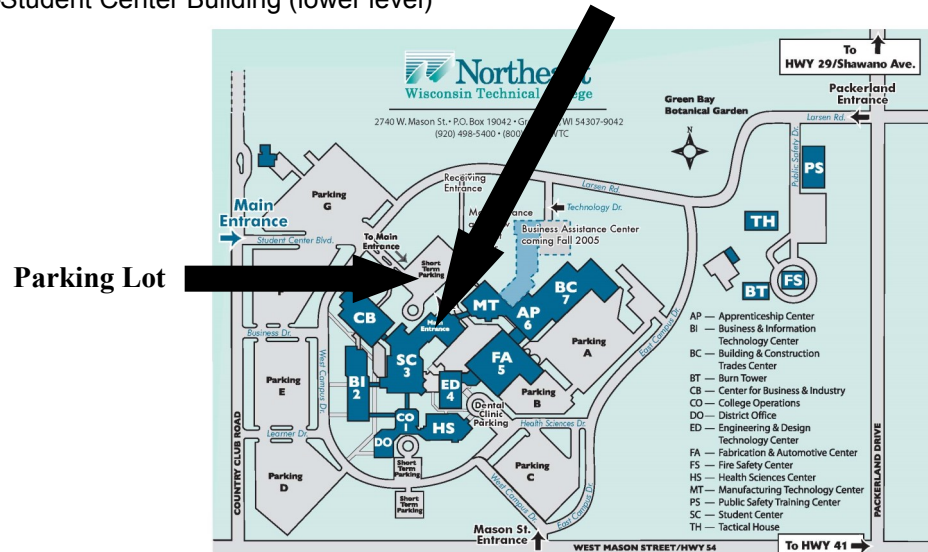 Student Center Building (lower level)
To
HWY 29/Shawano Ave.
Packerland
Entrance
Larsen Rd.
Wisconsin Technical
2740 W. Mason St. • P.O. Box 19042 • WI 54307-9042
(920) 498-5400 • (800)
Green Bay
Botanical Garden
N
Public Safety Dr.
PS
TH
BT
FS
Receiving
Entrance
Larsen Rd.
Technology Dr.
Business Assistance Center
coming Fall 2005
Parking
G
Main
Entrance
Student Center Blvd.
To Main
Entrance
Short
Term
Parking
Parking Lot
Main
Entrance
CB
MT
BC
7
AP
6
SC
3
FA
5
BI
2
ED
4
CO
1
HS
DO
Parking
A
Parking
B
Dental
Clinic
Parking
Health Sciences Dr.
East Campus Dr.
Business Dr.
West Campus Dr.
Parking
E
Learner Dr.
Parking
D
Short
Term
Parking
Short
Term
Parking
Parking
C
West Campus Dr.
East Campus Dr.
COUNTRY CLUB ROAD
PACKERLAND DRIVE
Mason St.
Entrance
WEST MASON STREET/HWY 54
To HWY 41
AP — Apprenticeship Center
BI — Business & Information
Technology Center
BC — Building & Construction
Trades Center
BT — Burn Tower
CB — Center for Business & Industry
CO — College Operations
DO — District Office
ED — Engineering & Design
Technology Center
FA — Fabrication & Automotive Center
FS — Fire Safety Center
HS — Health Sciences Center
MT — Manufacturing Technology Center
PS — Public Safety Training Center
SC — Student Center
TH — Tactical House